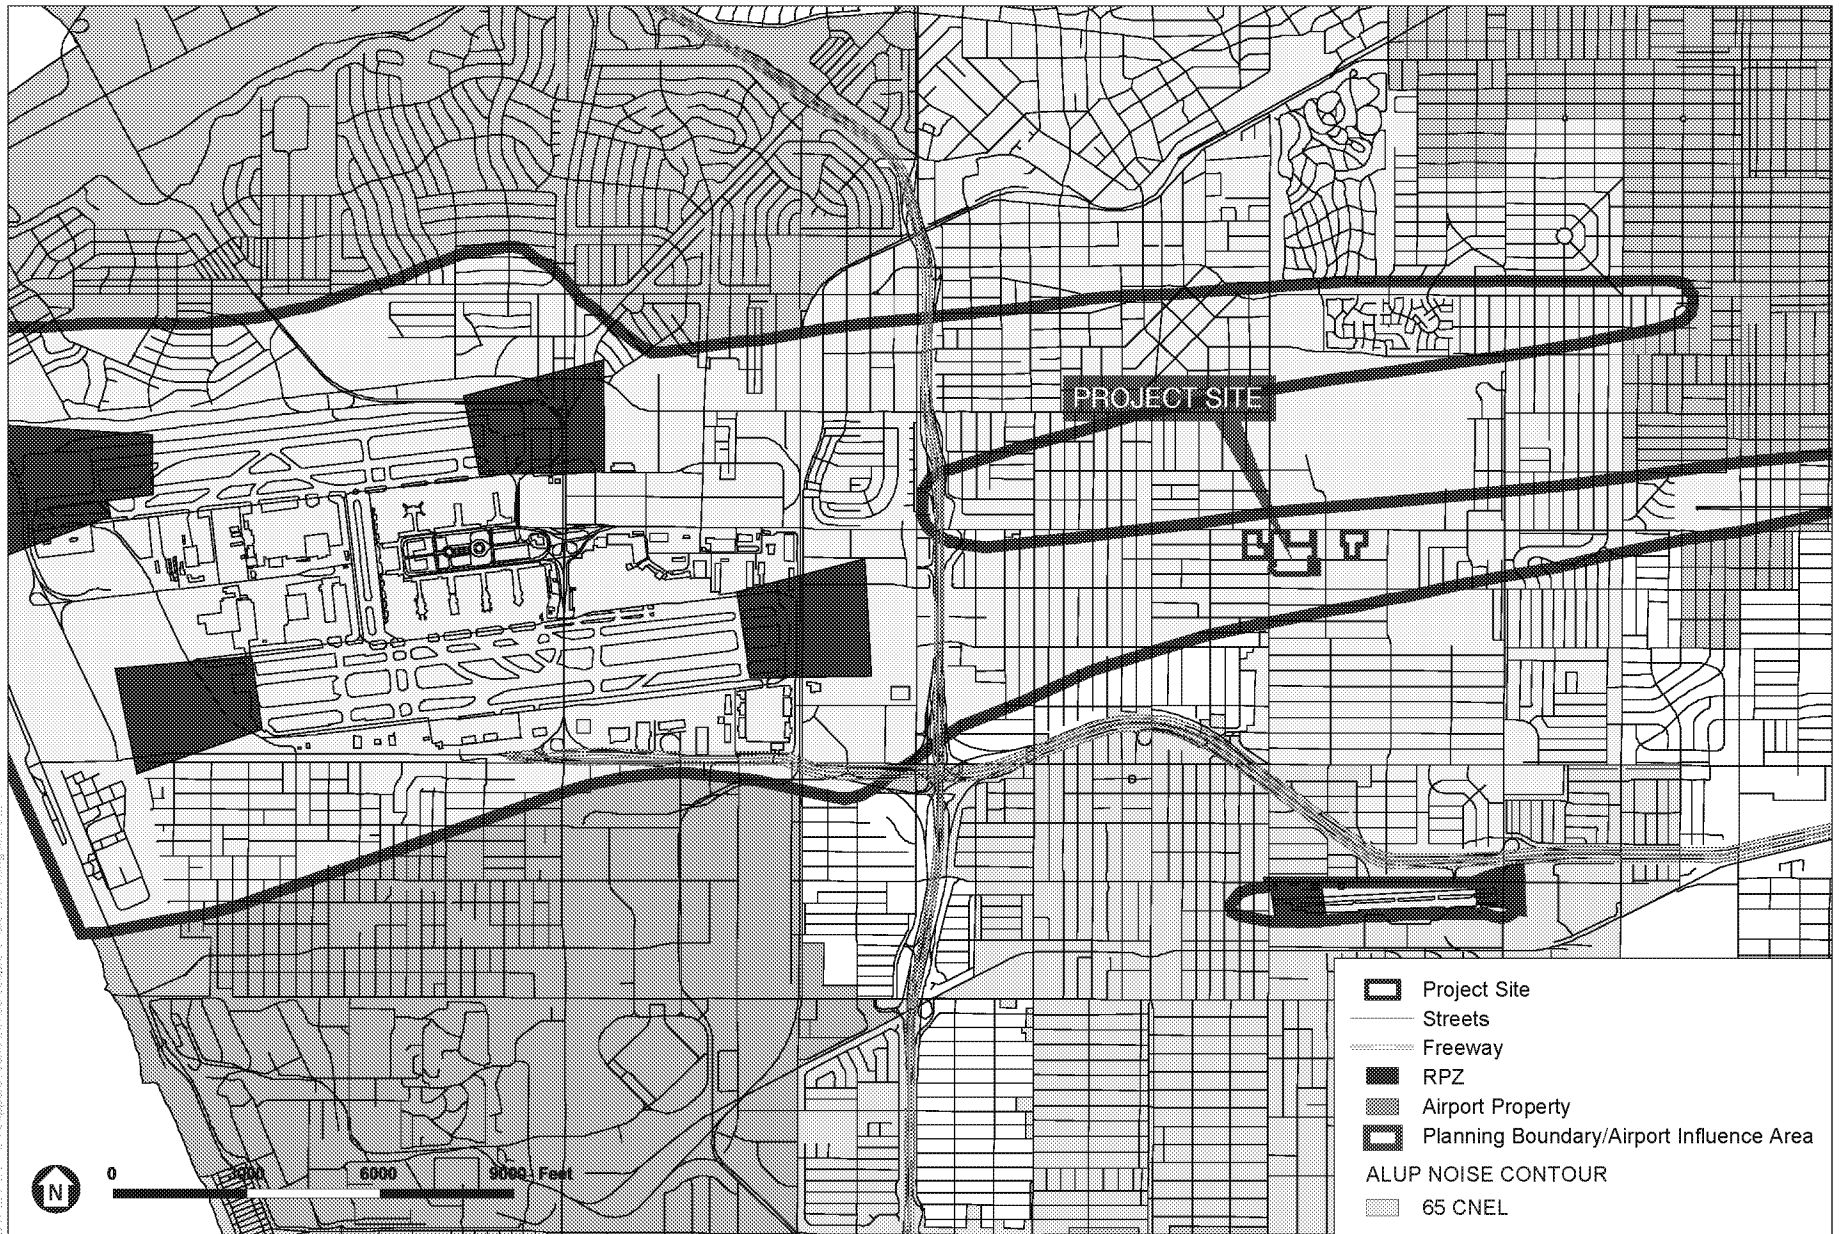 PROJECT SITE
Project Site
Streets
Freeway
RPZ
Airport Property
Planning Boundary/Airport Influence Area
ALUP NOISE CONTOUR
65 CNEL
N
0 3000 6000 9000 Feet